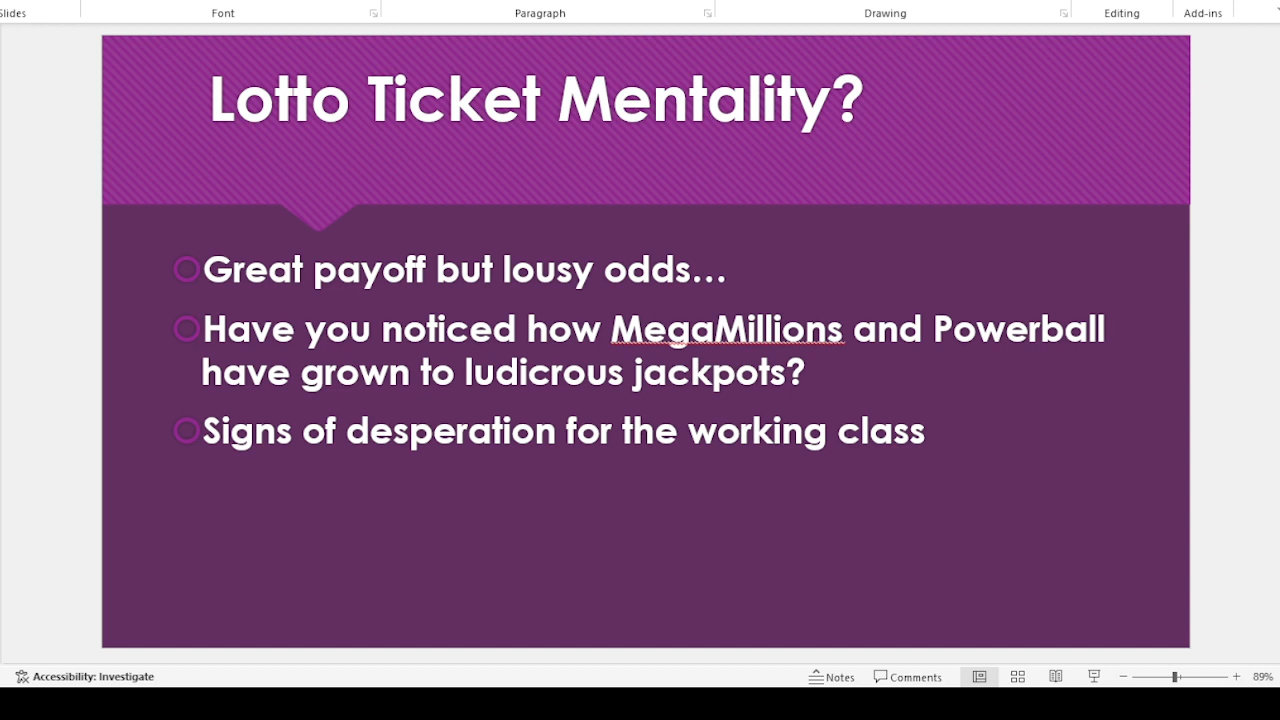 Slides Font Paragraph Drawing Editing Add-ins
Lotto Ticket Mentality?
Great payoff but lousy odds…
Have you noticed how MegaMillions and Powerball
have grown to ludicrous jackpots?
Signs of desperation for the working class
Accessibility: Investigate Notes Comments 89%